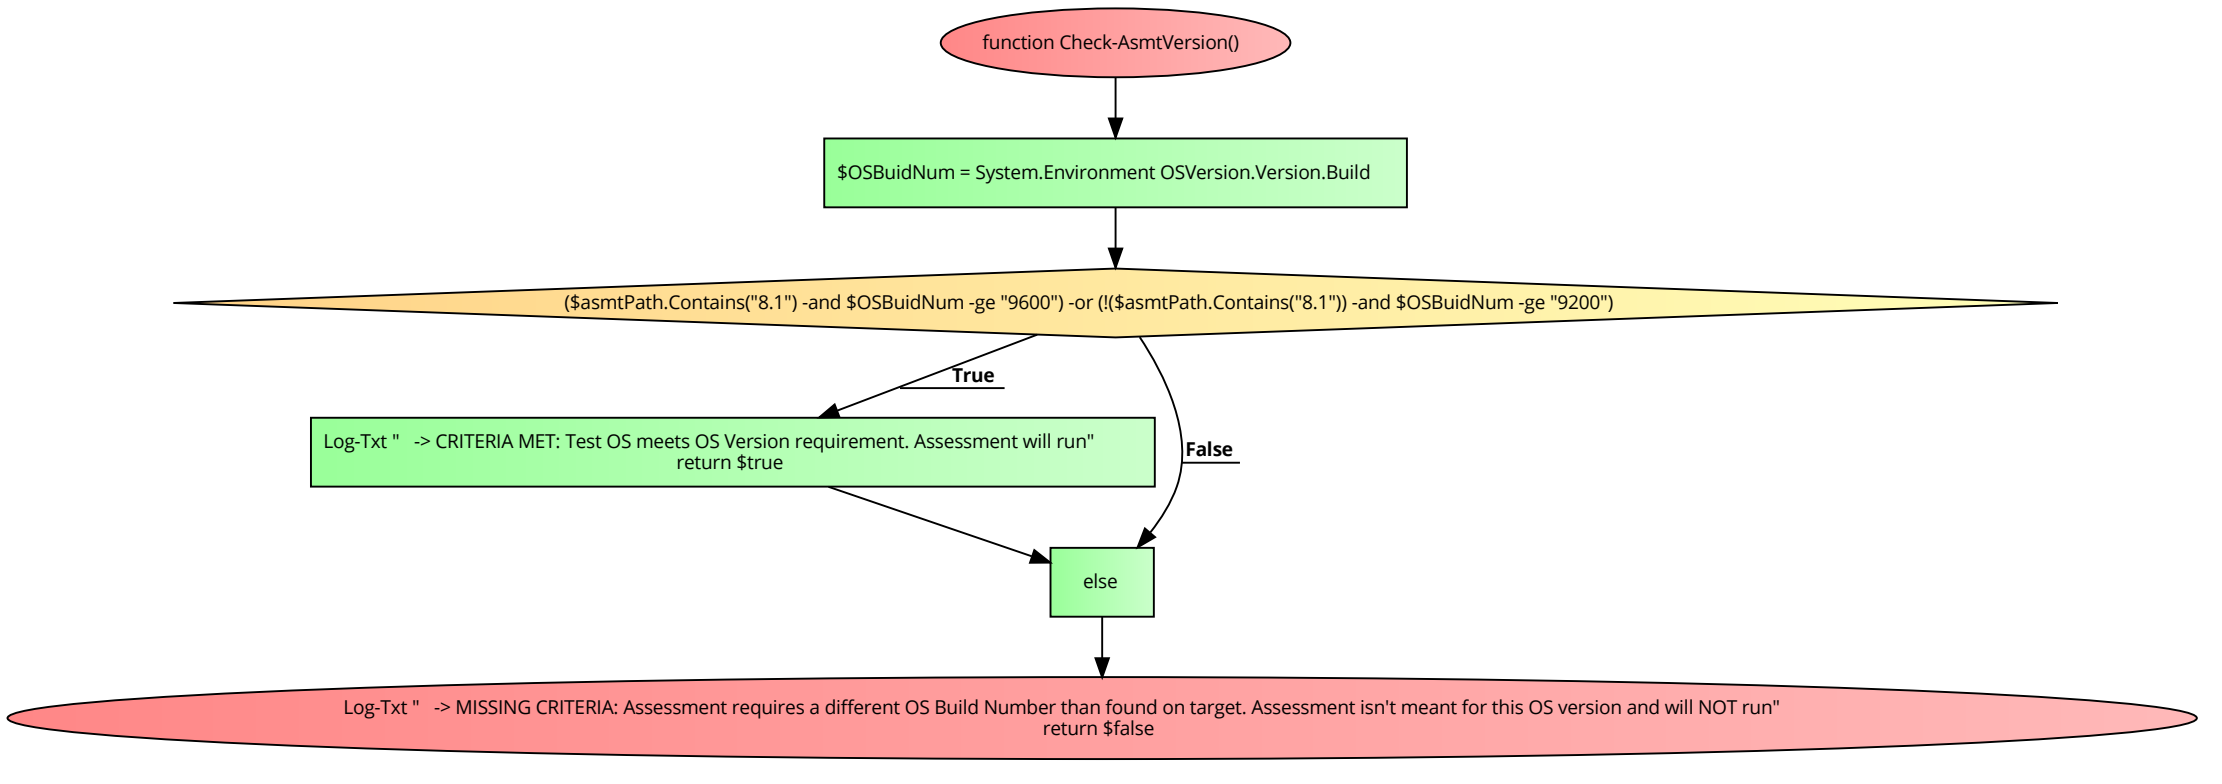 function Check-AsmtVersion()
$OSBuidNum = System.Environment OSVersion.Version.Build
($asmtPath.Contains("8.1") -and $OSBuidNum -ge "9600") -or (!($asmtPath.Contains("8.1")) -and $OSBuidNum -ge "9200")
True
Log-Txt "   -> CRITERIA MET: Test OS meets OS Version requirement. Assessment will run"
return $true
False
else
Log-Txt "   -> MISSING CRITERIA: Assessment requires a different OS Build Number than found on target. Assessment isn't meant for this OS version and will NOT run"
return $false